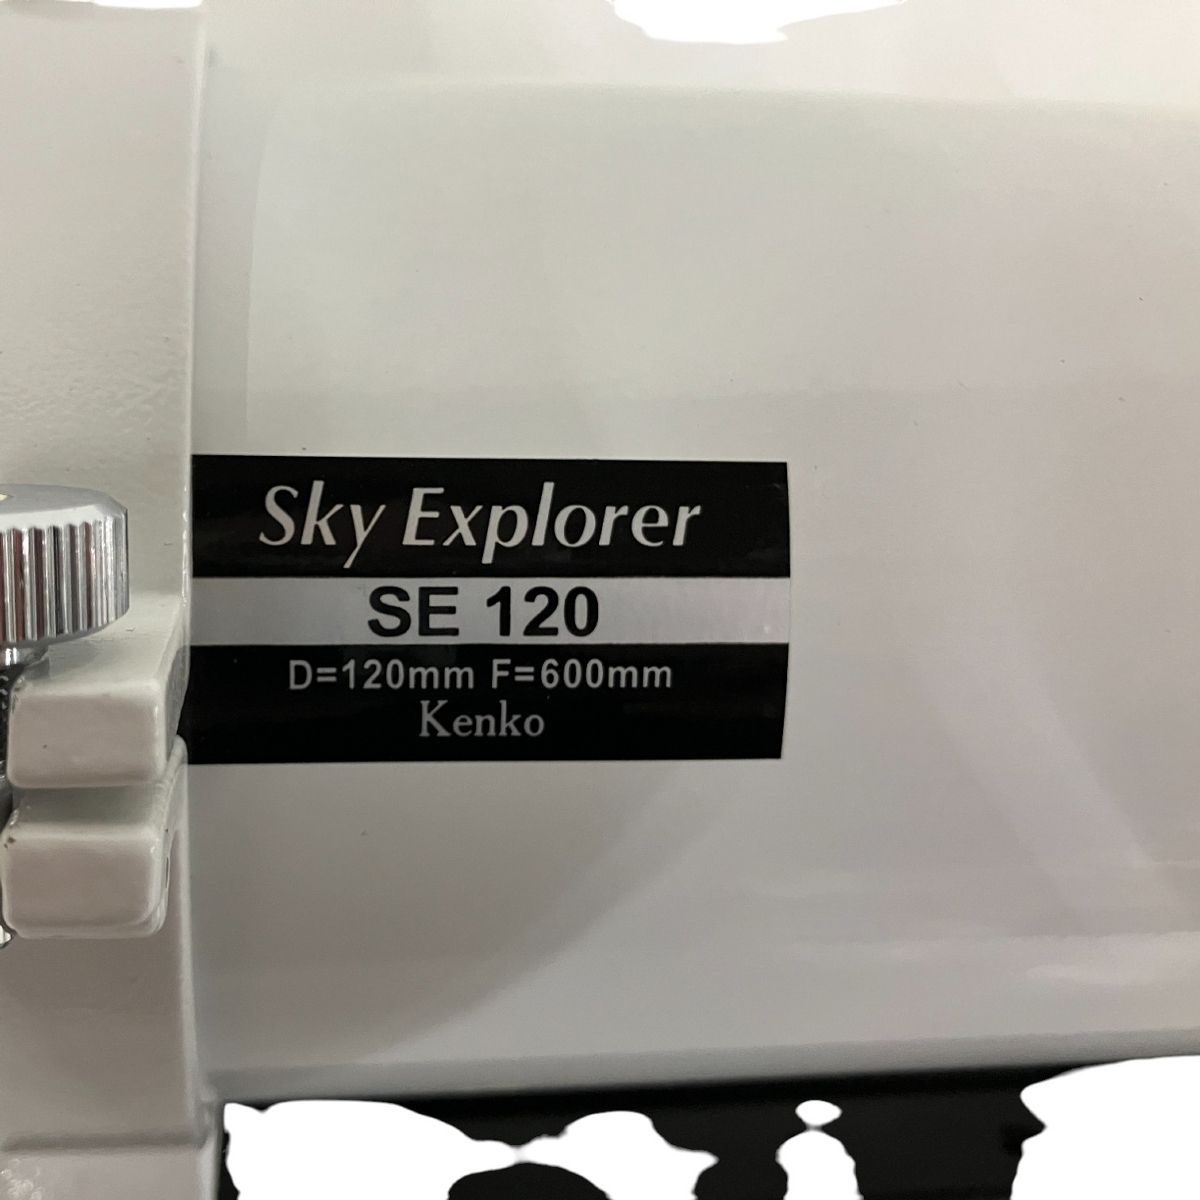 Sky Explorer
SE 120
D=120mm F=600mm
Kenko